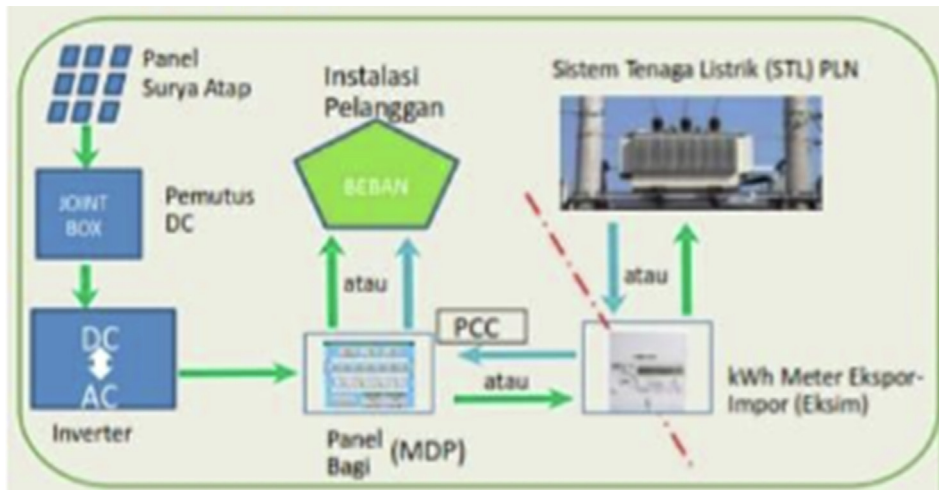 Panel
Surya Atap
JOINT
BOX
Pemutus
DC
DC
AC
Inverter
Instalasi
Pelanggan
BEBAN
atau
Panel
Bagi (MDP)
PCC
atau
Sistem Tenaga Listrik (STL) PLN
atau
kWh Meter Ekspor-
Impor (Eksim)